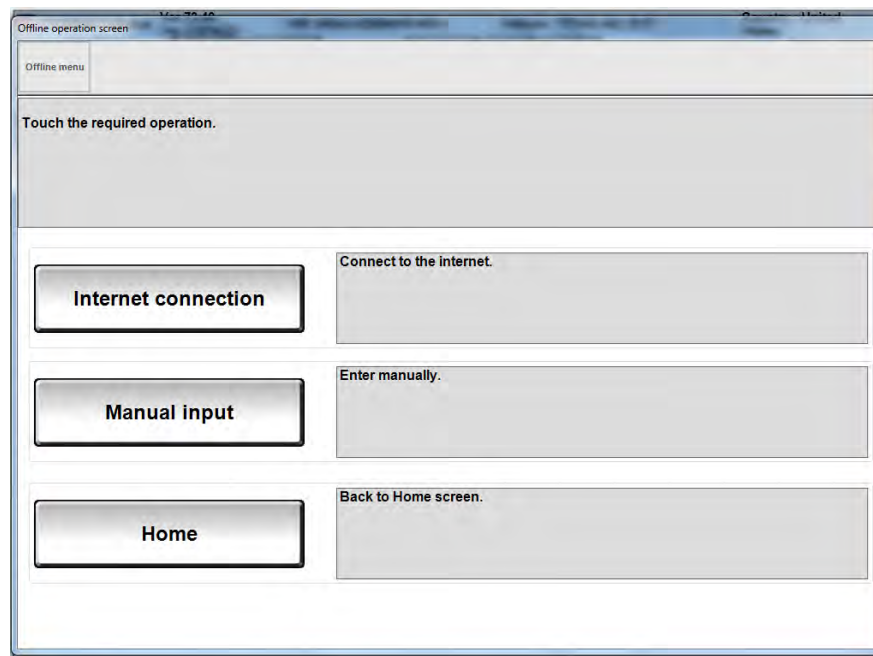 Offline operation screen
Offline menu
Touch the required operation.
Internet connection
Connect to the internet.
Manual input
Enter manually.
Home
Back to Home screen.